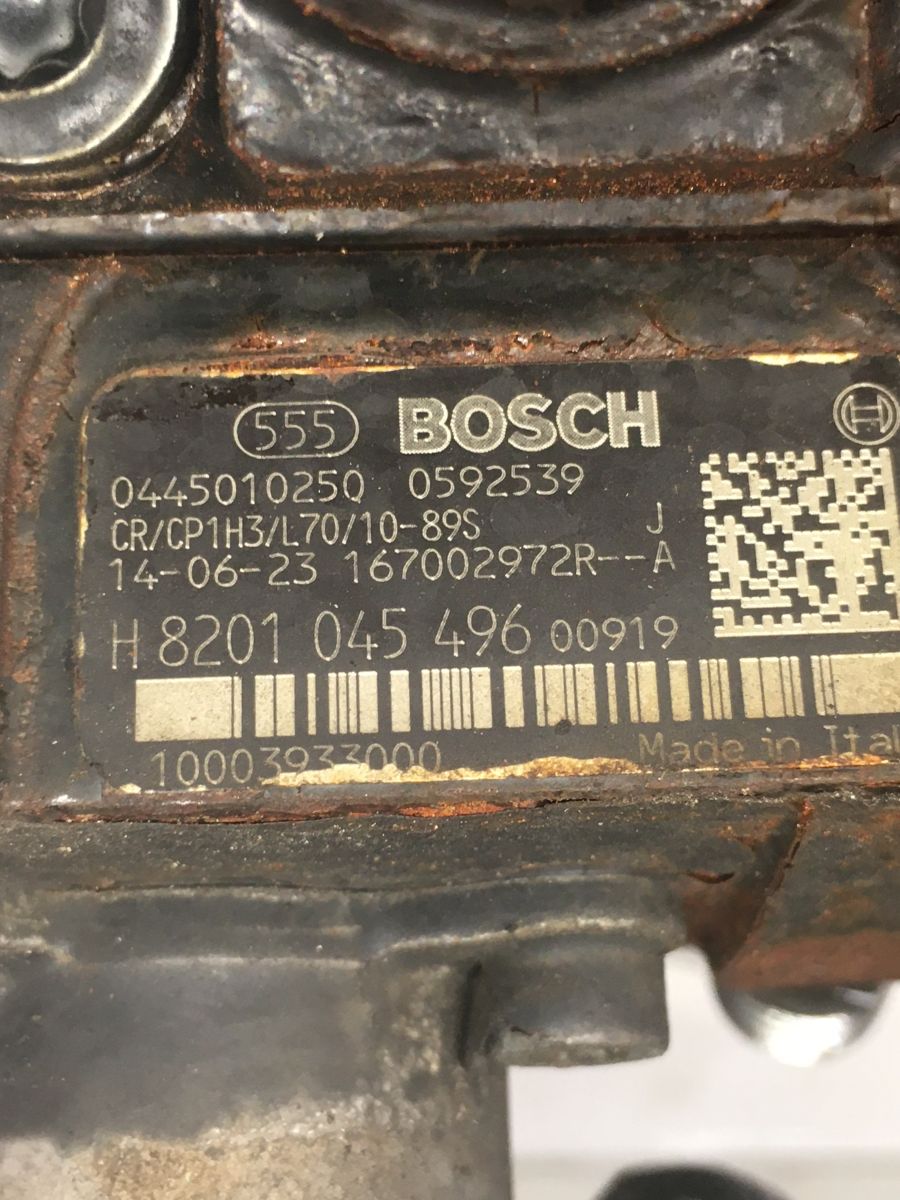 555 BOSCH
0445010250 0592539
CR/CP1H3/L70/10-89S J
14-06-23 167002972R--A
H 8201 045 496 00919
10003933000 Made in Ital